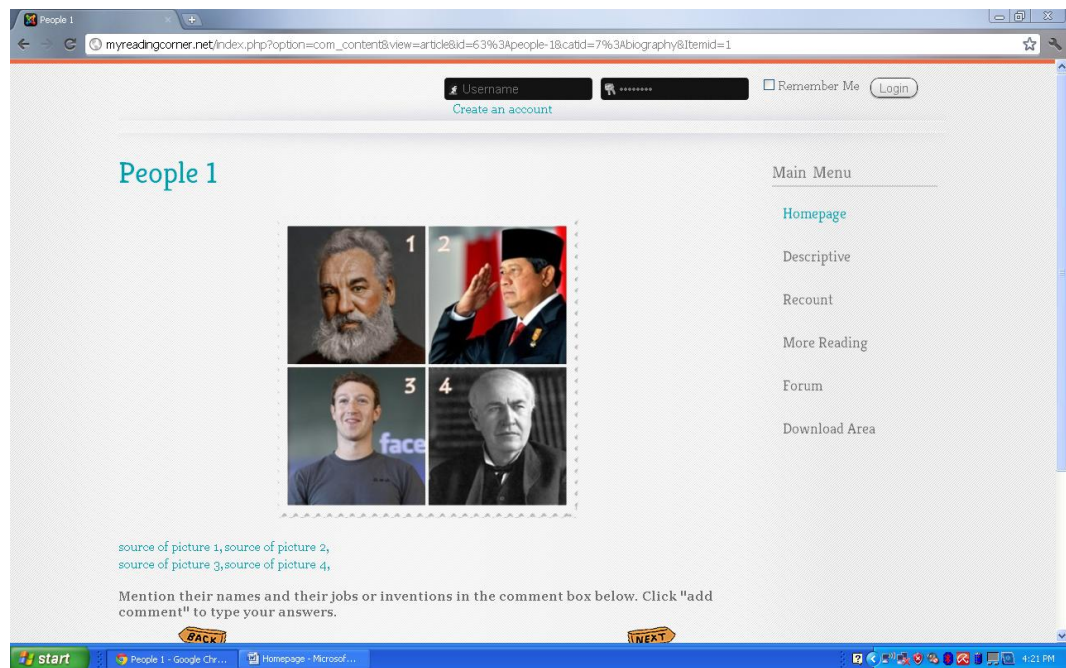 People 1
myreadingcorner.net/index.php?option=com_content&view=article&id=63%3Apeople-1&catid=7%3Abiography&Itemid=1
Username
Remember Me
Login
Create an account
People 1
Main Menu
Homepage
Descriptive
Recount
More Reading
Forum
Download Area
1
2
3
4
face
source of picture 1, source of picture 2,
source of picture 3,source of picture 4,
Mention their names and their jobs or inventions in the comment box below. Click "add
comment" to type your answers.
BACK
NEXT
start
People 1 - Google Chr...
Homepage - Microsof...
4:21 PM